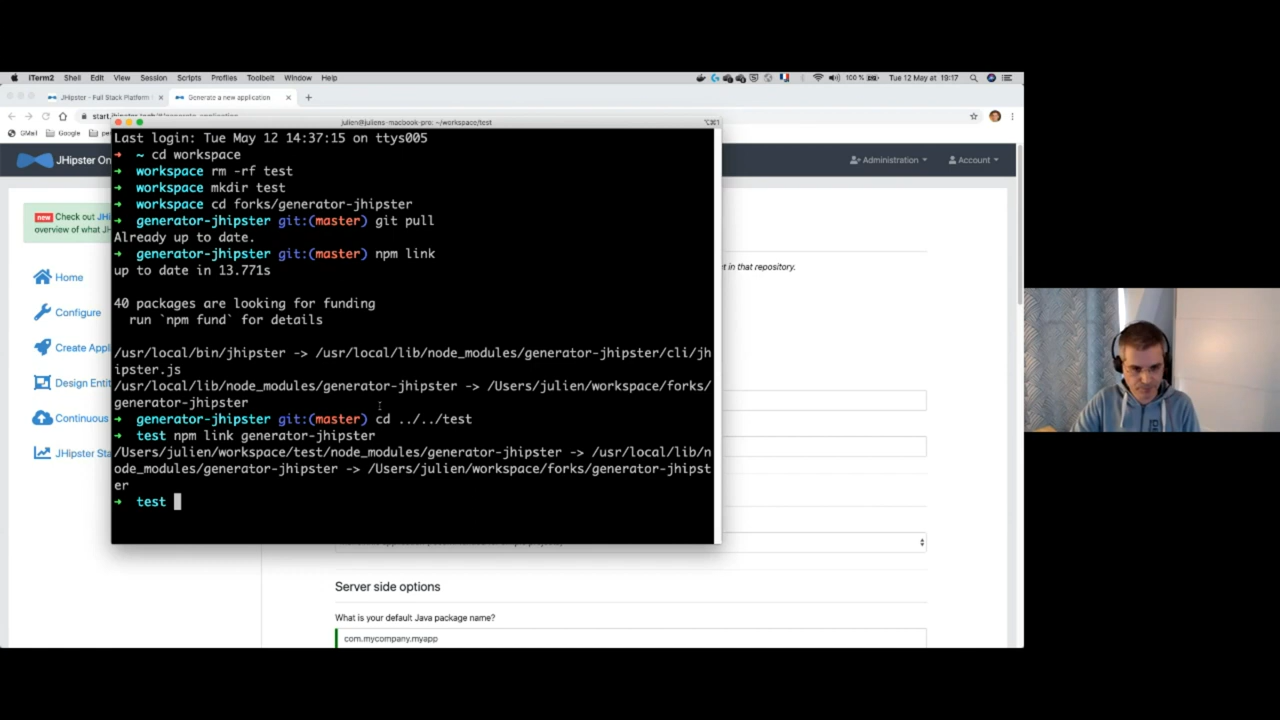 iTerm2 Shell Edit View Session Scripts Profiles Toolbelt Window Help
100 % Tue 12 May at 19:17
JHipster - Full Stack Platform
Generate a new application
GMail Google
julien@juliens-macbook-pro: ~/workspace/test
Last login: Tue May 12 14:37:15 on ttys005
➜ ~ cd workspace
➜ workspace rm -rf test
➜ workspace mkdir test
➜ workspace cd forks/generator-jhipster
➜ generator-jhipster git:(master) git pull
Already up to date.
➜ generator-jhipster git:(master) npm link
up to date in 13.771s
40 packages are looking for funding
run `npm fund` for details
/usr/local/bin/jhipster -> /usr/local/lib/node_modules/generator-jhipster/cli/jh
ipster.js
/usr/local/lib/node_modules/generator-jhipster -> /Users/julien/workspace/forks/
generator-jhipster
➜ generator-jhipster git:(master) cd ../../test
➜ test npm link generator-jhipster
/Users/julien/workspace/test/node_modules/generator-jhipster -> /usr/local/lib/n
ode_modules/generator-jhipster -> /Users/julien/workspace/forks/generator-jhipst
er
➜ test
JHipster On
Administration
Account
new Check out JHi
overview of what JH
Home
Configure
Create Appl
Design Entit
Continuous
JHipster Sta
t in that repository.
Server side options
What is your default Java package name?
com.mycompany.myapp